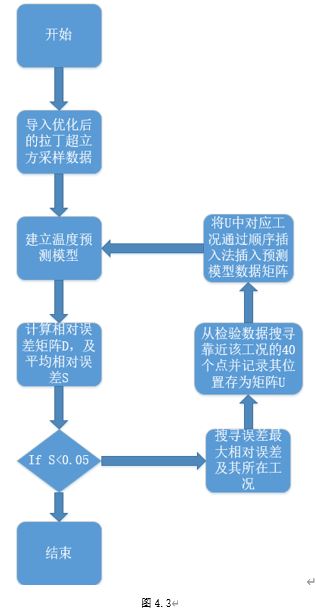 开始
导入优化后
的拉丁超立
方采样数据
建立温度预
测模型
计算相对误
差矩阵D，及
平均相对误
差S
If S<0.05
结束
将U中对应工
况通过顺序插
入法插入预测
模型数据矩阵
从检验数据搜寻
靠近该工况的40
个点并记录其位
置存为矩阵U
搜寻误差最
大相对误差
及其所在工
况
图 4.3